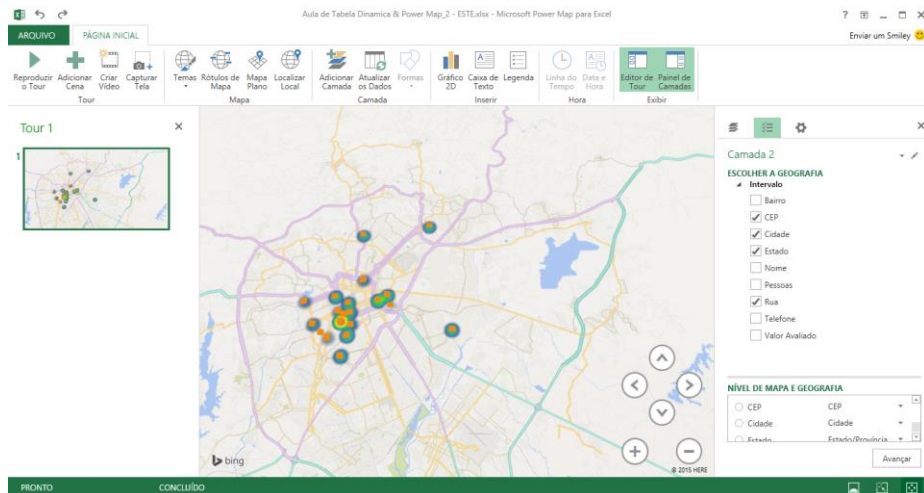 Aula de Tabela Dinamica & Power Map_2 - ESTE.xlsx - Microsoft Power Map para Excel
ARQUIVO
PÁGINA INICIAL
Enviar um Smiley
Reproduzir o Tour
Adicionar Cena
Criar Vídeo
Capturar Tela
Temas
Rótulos de Mapa
Mapa Plano
Localizar Local
Adicionar Camada
Atualizar os Dados
Formas
Gráfico 2D
Caixa de Texto
Legenda
Linha do Tempo
Data e Hora
Editor de Tour
Painel de Camadas
Tour
Mapa
Camada
Inserir
Hora
Exibir
Tour 1
1
Camada 2
ESCOLHER A GEOGRAFIA
Intervalo
Bairro
CEP
Cidade
Estado
Nome
Pessoas
Rua
Telefone
Valor Avaliado
NÍVEL DE MAPA E GEOGRAFIA
CEP CEP
Cidade Cidade
Estado Estado/Província
Avançar
bing
© 2015 HERE
PRONTO
CONCLUÍDO